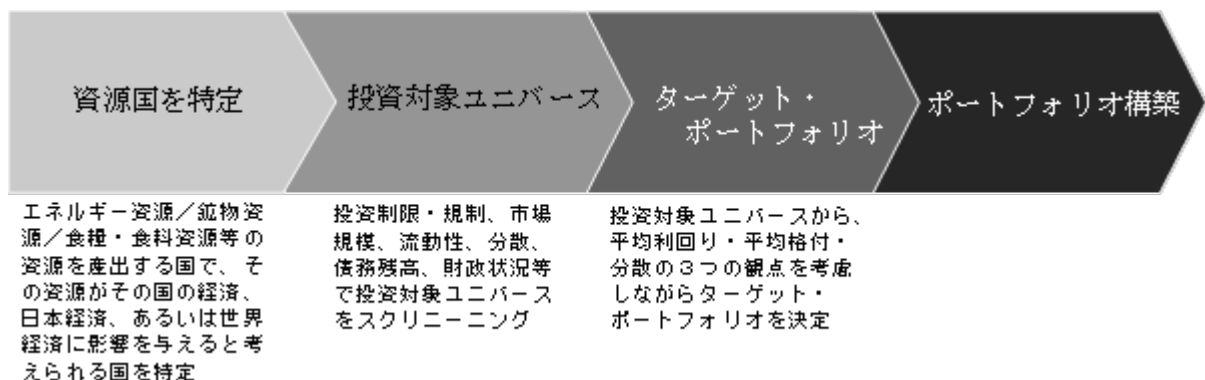 資源国を特定
投資対象ユニバース
ターゲット・
ポートフォリオ
ポートフォリオ構築
エネルギー資源／鉱物資
源／食糧・食料資源等の
資源を産出する国で、そ
の資源がその国の経済、
日本経済、あるいは世界
経済に影響を与えると考
えられる国を特定
投資制限・規制、市場
規模、流動性、分散、
債務残高、財政状況等
で投資対象ユニバース
をスクリーニング
投資対象ユニバースから、
平均利回り・平均格付・
分散の３つの観点を考慮
しながらターゲット・
ポートフォリオを決定